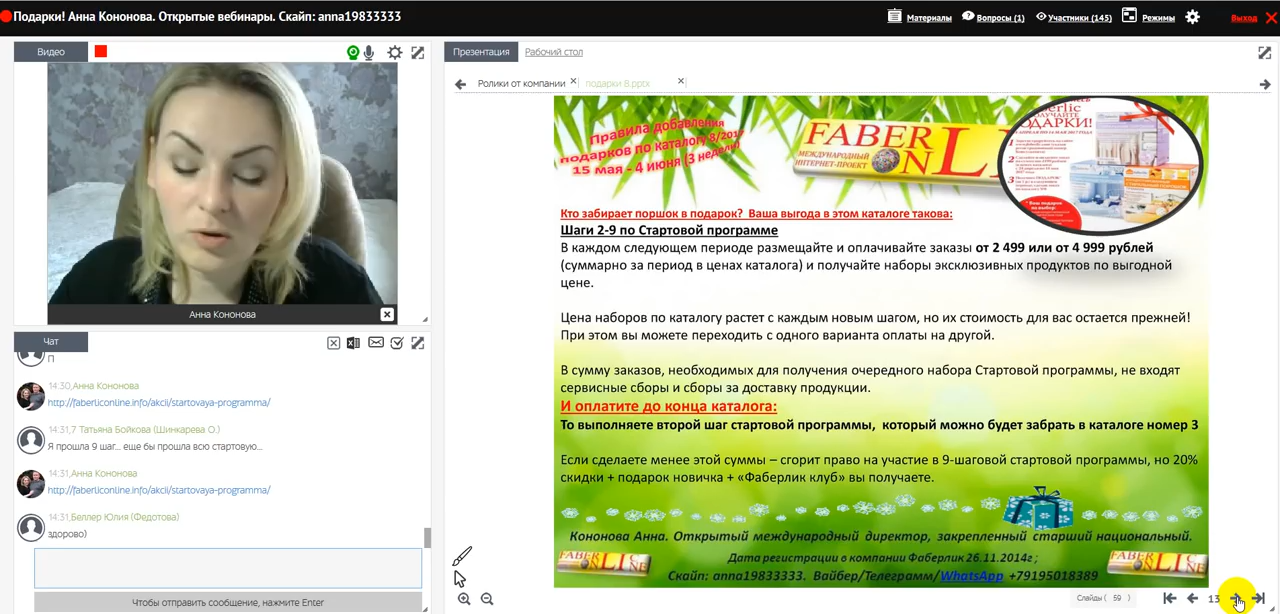 Подарки! Анна Кононова. Открытые вебинары. Скайп: anna19833333
Материалы
Вопросы (1)
Участники (145)
Режимы
Выход
Видео
Анна Кононова
Чат
П
14:30, Анна Кононова
http://faberliconline.info/akcii/startovaya-programma/
14:31, 7 Татьяна Бойкова (Шинкарева О.)
Я прошла 9 шаг... еще бы прошла всю стартовую...
14:31, Анна Кононова
http://faberliconline.info/akcii/startovaya-programma/
14:31, Беллер Юлия (Федотова)
здорово)
Чтобы отправить сообщение, нажмите Enter
Презентация
Рабочий стол
Ролики от компании
подарки 8.pptx
Правила добавления
подарков по каталогу 8/2017
15 мая - 4 июня (3 недели)
FABER
ON
L
МЕЖДУНАРОДНЫЙ
ИНТЕРНЕТ-ПРОЕКТ
Кто забирает поршок в подарок? Ваша выгода в этом каталоге такова:
Шаги 2-9 по Стартовой программе
В каждом следующем периоде размещайте и оплачивайте заказы от 2 499 или от 4 999 рублей
(суммарно за период в ценах каталога) и получайте наборы эксклюзивных продуктов по выгодной
цене.
Цена наборов по каталогу растет с каждым новым шагом, но их стоимость для вас остается прежней!
При этом вы можете переходить с одного варианта оплаты на другой.
В сумму заказов, необходимых для получения очередного набора Стартовой программы, не входят
сервисные сборы и сборы за доставку продукции.
И оплатите до конца каталога:
То выполняете второй шаг стартовой программы, который можно будет забрать в каталоге номер 3
Если сделаете менее этой суммы – сгорит право на участие в 9-шаговой стартовой программы, но 20%
скидки + подарок новичка + «Фаберлик клуб» вы получаете.
Кононова Анна. Открытый международный директор, закрепленный старший национальный.
Дата регистрации в компании Фаберлик 26.11.2014г;
Скайп: anna19833333. Вайбер/Телеграмм/WhatsApp +79195018389
Слайды ( 59 )
13